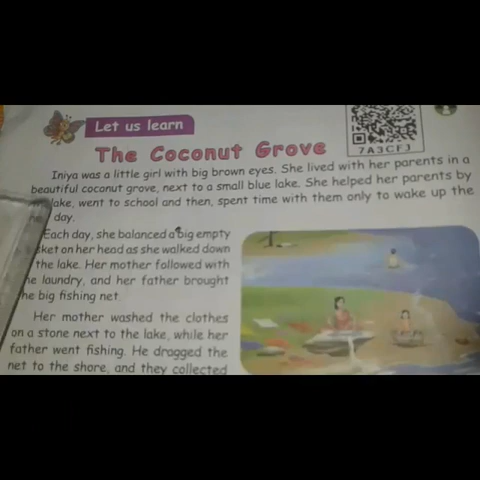 Let us learn
7A3CFJ
The Coconut Grove
Iniya was a little girl with big brown eyes. She lived with her parents in a
beautiful coconut grove, next to a small blue lake. She helped her parents by
lake, went to school and then, spent time with them only to wake up the
day.
Each day, she balanced a big empty
on her head as she walked down
the lake. Her mother followed with
laundry, and her father brought
big fishing net.
Her mother washed the clothes
on a stone next to the lake, while her
father went fishing. He dragged the
net to the shore, and they collected